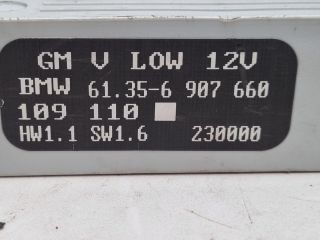 GM V LOW 12V
BMW 61.35-6 907 660
109 110
HW1.1 SW1.6 230000